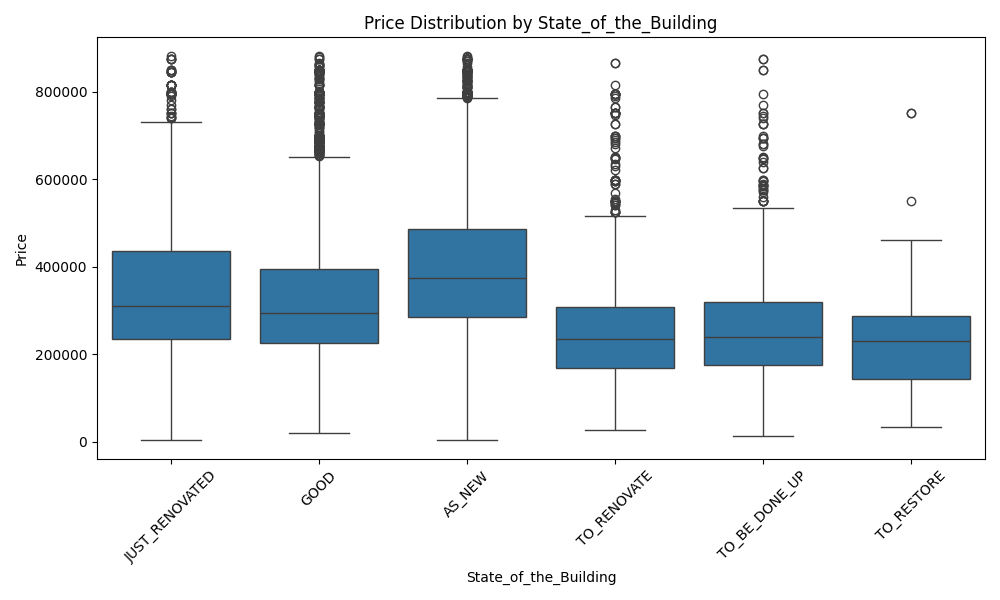 Price Distribution by State_of_the_Building
Price
800000
600000
400000
200000
0
JUST_RENOVATED
GOOD
AS_NEW
TO_RENOVATE
TO_BE_DONE_UP
TO_RESTORE
State_of_the_Building